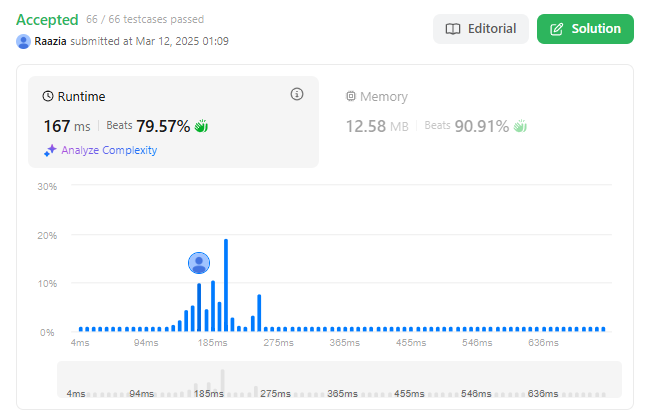 Accepted 66 / 66 testcases passed
Raazia submitted at Mar 12, 2025 01:09
Editorial
Solution
Runtime
167 ms | Beats 79.57%
Analyze Complexity
Memory
12.58 MB | Beats 90.91%
30%
20%
10%
0%
4ms 94ms 185ms 275ms 365ms 455ms 546ms 636ms
4ms 94ms 185ms 275ms 365ms 455ms 546ms 636ms